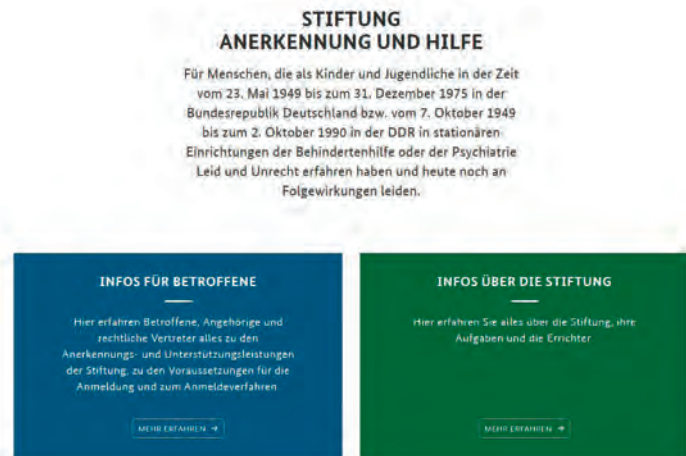 STIFTUNG
ANERKENNUNG UND HILFE
Für Menschen, die als Kinder und Jugendliche in der Zeit
vom 23. Mai 1949 bis zum 31. Dezember 1975 in der
Bundesrepublik Deutschland bzw. vom 7. Oktober 1949
bis zum 2. Oktober 1990 in der DDR in stationären
Einrichtungen der Behindertenhilfe oder der Psychiatrie
Leid und Unrecht erfahren haben und heute noch an
Folgewirkungen leiden.
INFOS FÜR BETROFFENE
Hier erfahren Betroffene, Angehörige und
rechtliche Vertreter alles zu den
Anerkennungs- und Unterstützungsleistungen
der Stiftung, zu den Voraussetzungen für die
Anmeldung und zum Anmeldeverfahren
MEHR ERFAHREN →
INFOS ÜBER DIE STIFTUNG
Hier erfahren Sie alles über die Stiftung, ihre
Aufgaben und die Errichter
MEHR ERFAHREN →